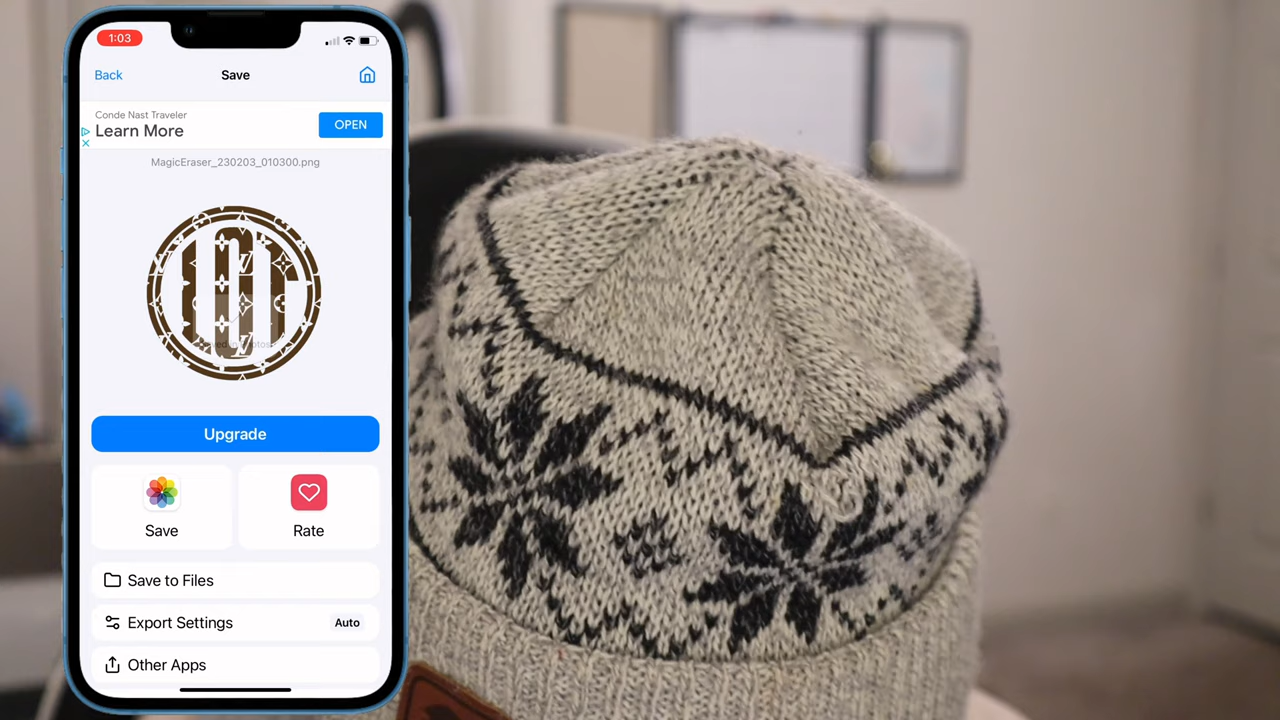 1:03
Back
Save
Conde Nast Traveler
Learn More
OPEN
MagicEraser_230203_010300.png
Upgrade
Save
Rate
Save to Files
Export Settings
Auto
Other Apps